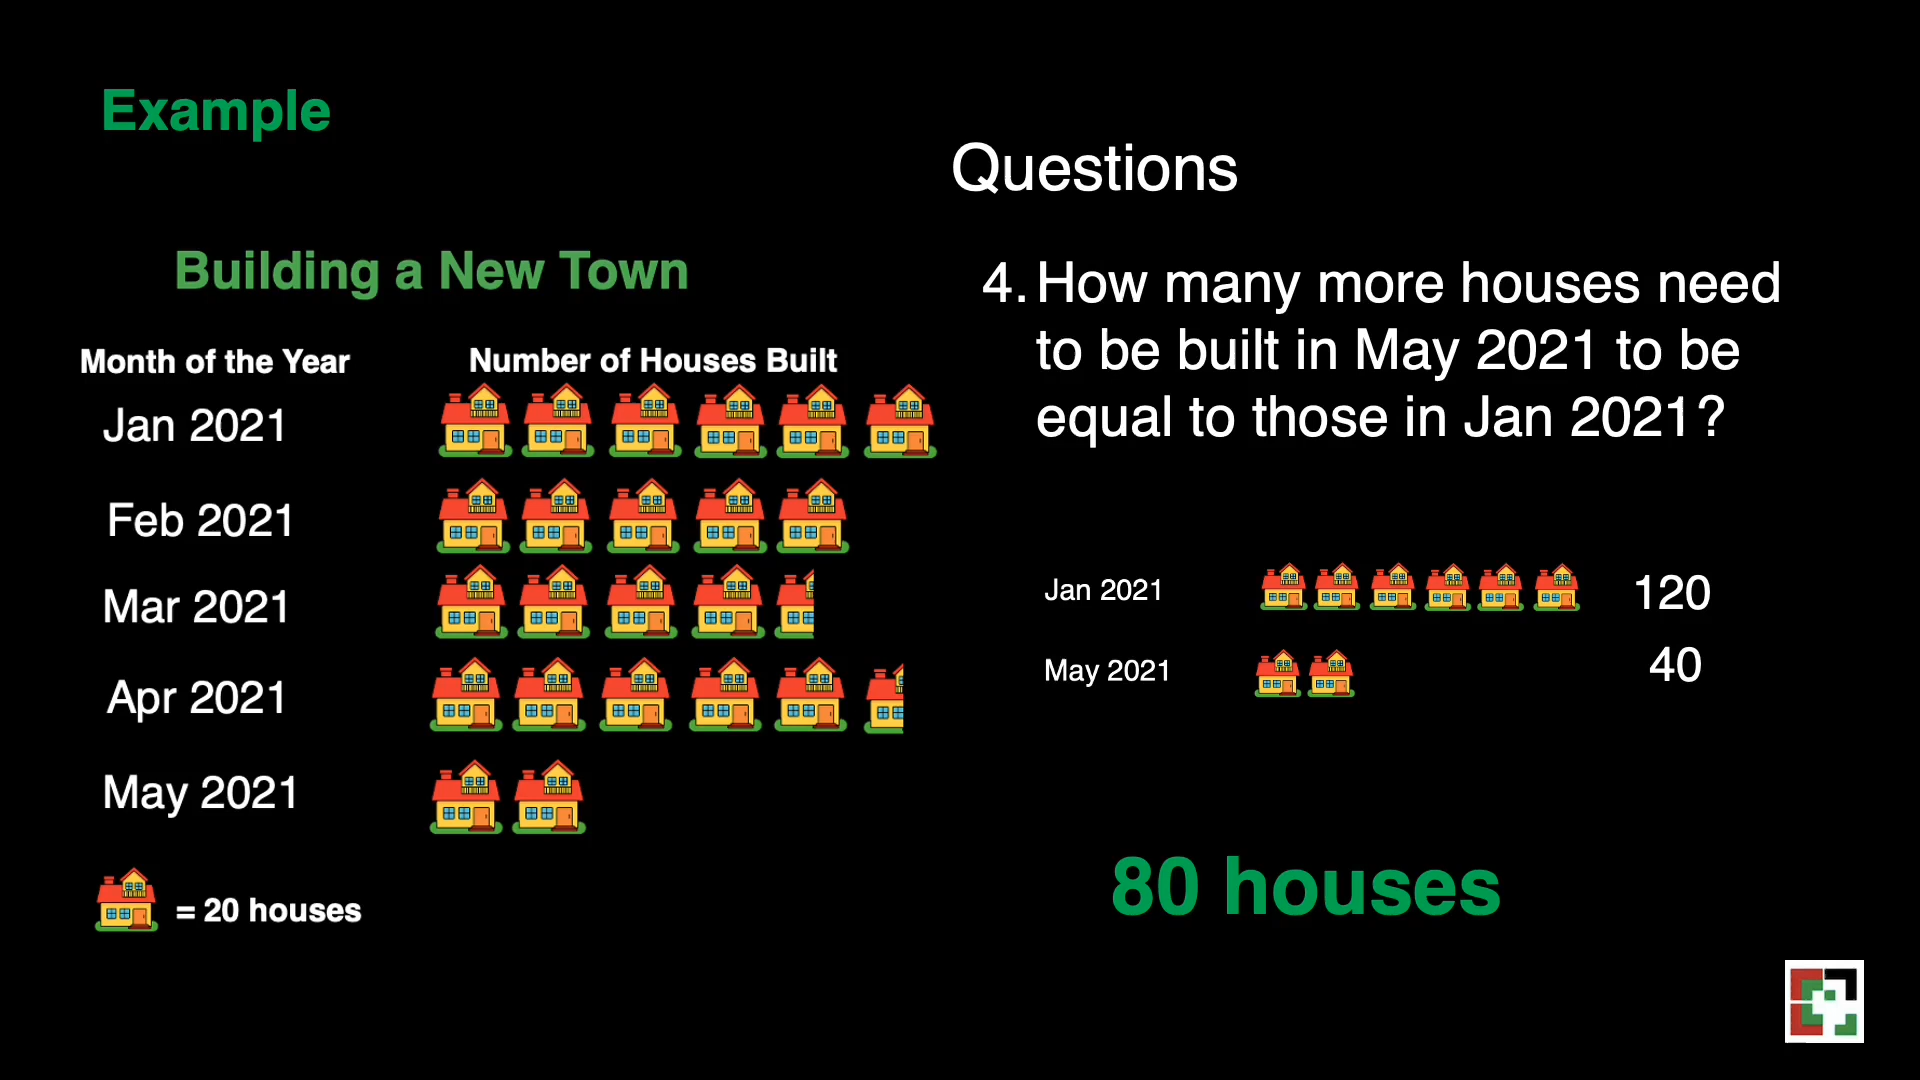 Example
Building a New Town
Month of the Year
Number of Houses Built
Jan 2021
Feb 2021
Mar 2021
Apr 2021
May 2021
= 20 houses
Questions
4. How many more houses need
to be built in May 2021 to be
equal to those in Jan 2021?
Jan 2021
120
May 2021
40
80 houses